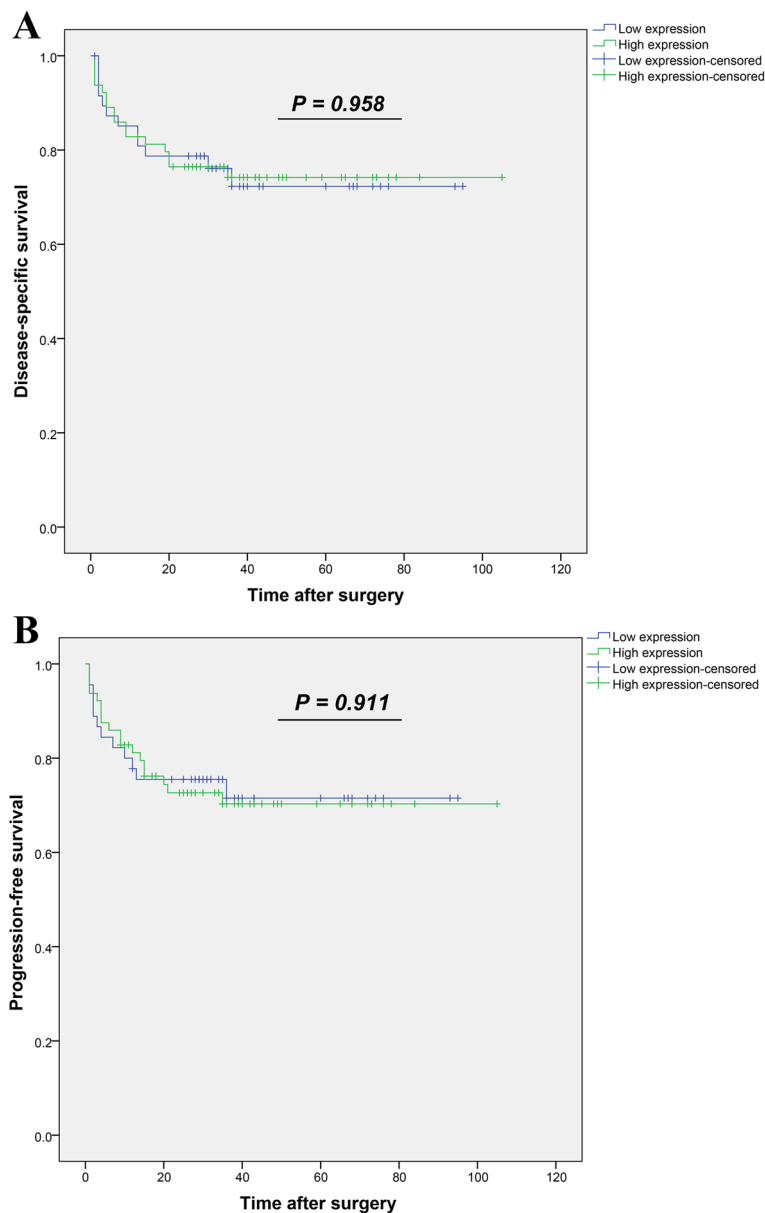 A
Low expression
High expression
Low expression-censored
High expression-censored
P = 0.958
1.0
0.8
0.6
0.4
0.2
0.0
Disease-specific survival
0 20 40 60 80 100 120
Time after surgery
B
Low expression
High expression
Low expression-censored
High expression-censored
P = 0.911
1.0
0.8
0.6
0.4
0.2
0.0
Progression-free survival
0 20 40 60 80 100 120
Time after surgery